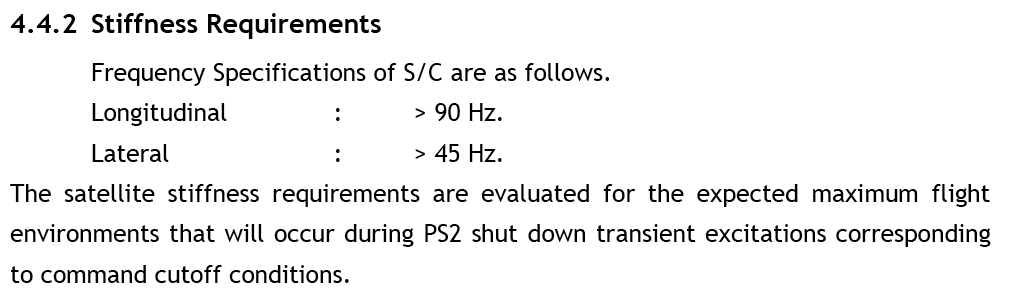 4.4.2 Stiffness Requirements
Frequency Specifications of S/C are as follows.
Longitudinal : > 90 Hz.
Lateral : > 45 Hz.
The satellite stiffness requirements are evaluated for the expected maximum flight
environments that will occur during PS2 shut down transient excitations corresponding
to command cutoff conditions.